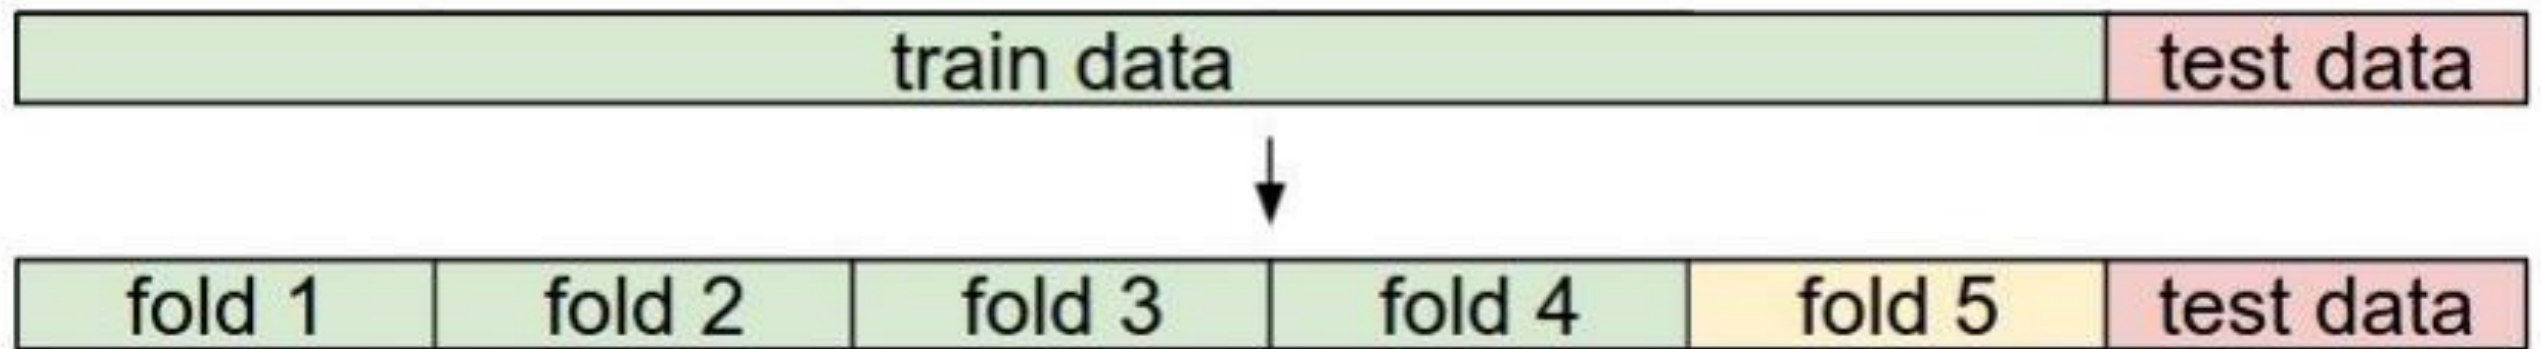 train data test data
fold 1 fold 2 fold 3 fold 4 fold 5 test data